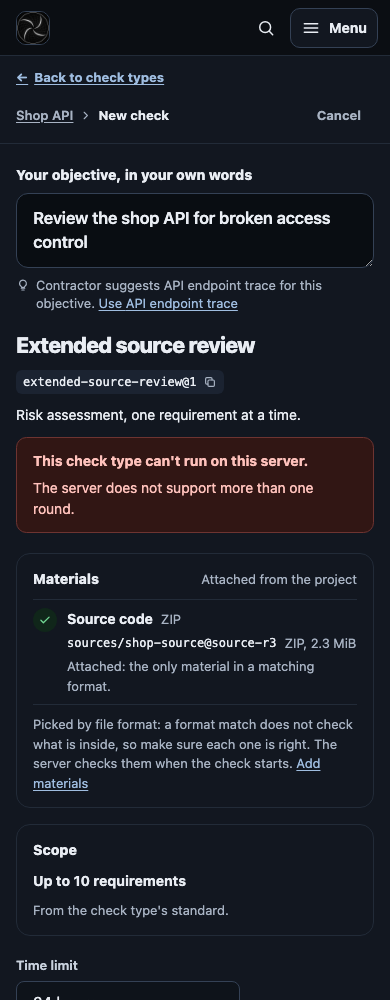 Menu
← Back to check types
Shop API > New check
Cancel
Your objective, in your own words
Review the shop API for broken access
control
Contractor suggests API endpoint trace for this
objective. Use API endpoint trace
Extended source review
extended-source-review@1
Risk assessment, one requirement at a time.
This check type can't run on this server.
The server does not support more than one
round.
Materials
Attached from the project
Source code ZIP
sources/shop-source@source-r3 ZIP, 2.3 MiB
Attached: the only material in a matching
format.
Picked by file format: a format match does not check
what is inside, so make sure each one is right. The
server checks them when the check starts. Add
materials
Scope
Up to 10 requirements
From the check type's standard.
Time limit